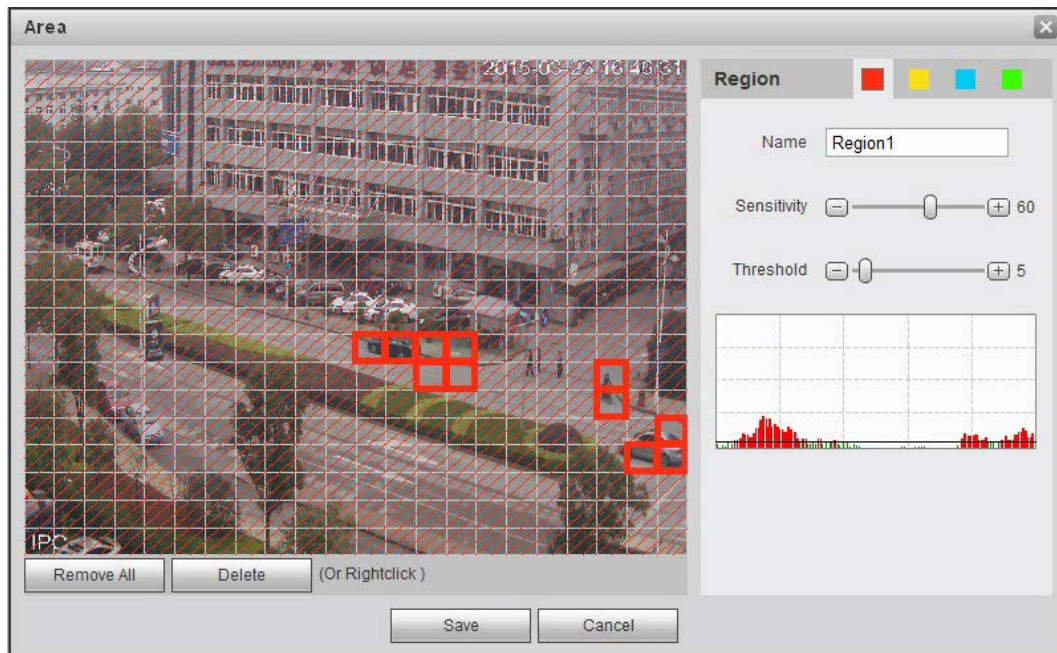 Area
2015-03-23 16:46:31
Region
Name
Region1
Sensitivity
60
Threshold
5
IPC
Remove All
Delete
(Or Rightclick )
Save
Cancel